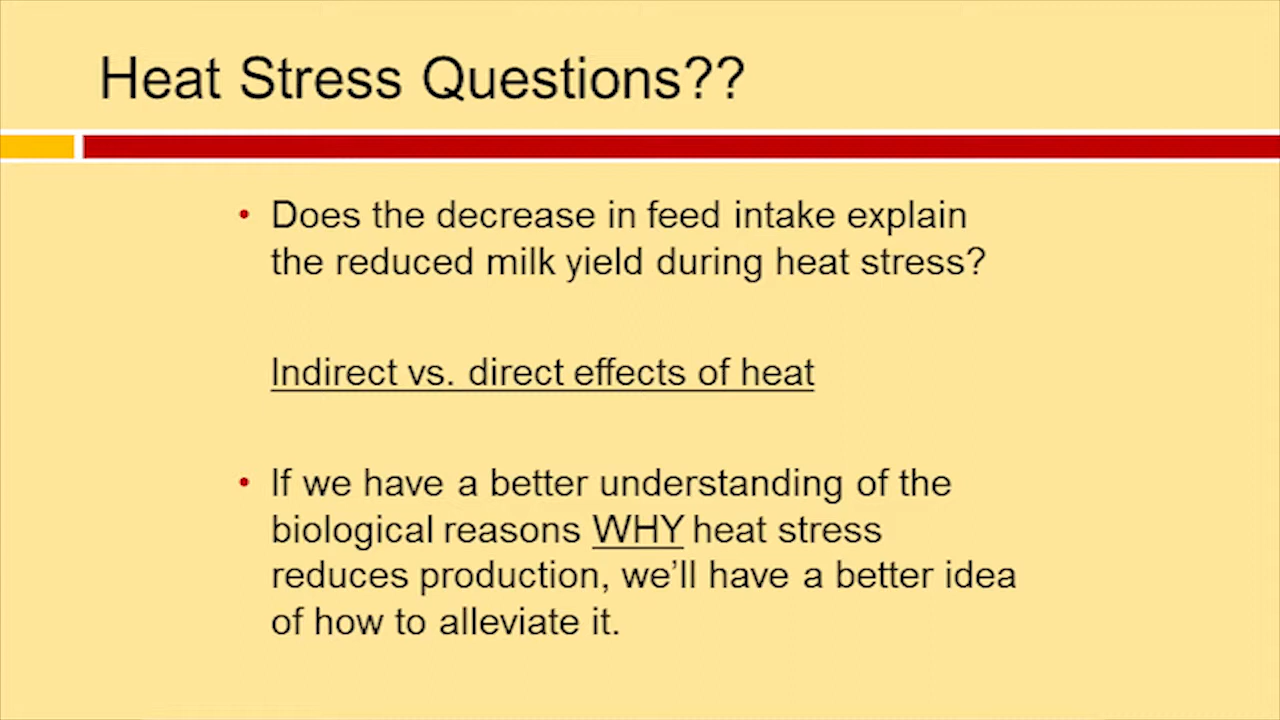 Heat Stress Questions??
• Does the decrease in feed intake explain
the reduced milk yield during heat stress?
Indirect vs. direct effects of heat
• If we have a better understanding of the
biological reasons WHY heat stress
reduces production, we’ll have a better idea
of how to alleviate it.